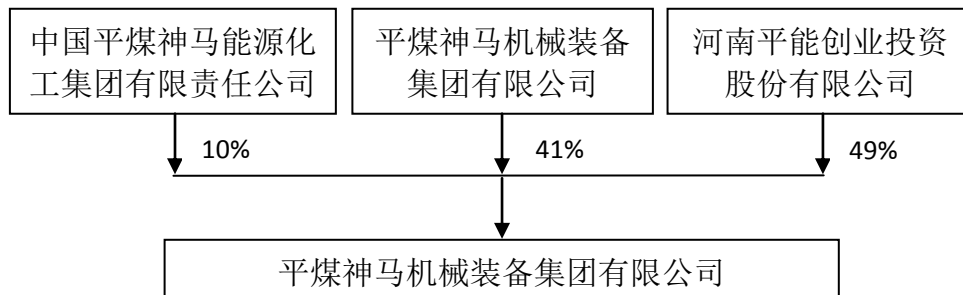 中国平煤神马能源化
工集团有限责任公司
平煤神马机械装备
集团有限公司
河南平能创业投资
股份有限公司
10%
41%
49%
平煤神马机械装备集团有限公司